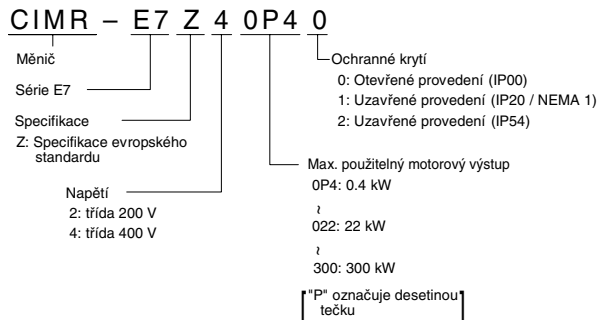 CIMR – E7 Z 4 0P4 0
Měnič
Série E7
Specifikace
Z: Specifikace evropského
standardu
Napětí
2: třída 200 V
4: třída 400 V
Ochranné krytí
0: Otevřené provedení (IP00)
1: Uzavřené provedení (IP20 / NEMA 1)
2: Uzavřené provedení (IP54)
Max. použitelný motorový výstup
0P4: 0.4 kW
~
022: 22 kW
~
300: 300 kW
"P" označuje desetinou
tečku